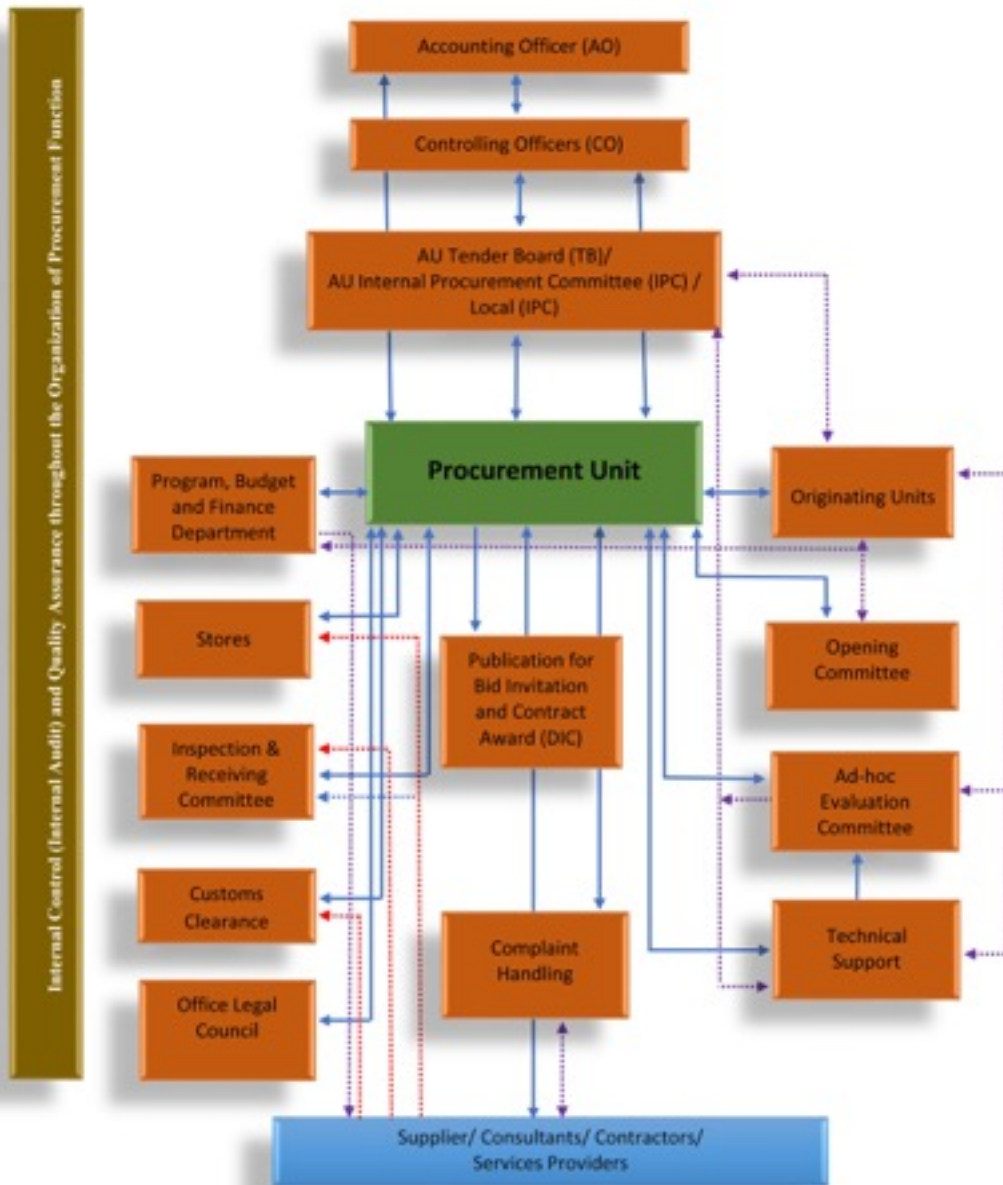 Internal Control (Internal Audit) and Quality Assurance throughout the Organization of Procurement Function
Accounting Officer (AO)
Controlling Officers (CO)
AU Tender Board (TB)/
AU Internal Procurement Committee (IPC) /
Local (IPC)
Procurement Unit
Program, Budget
and Finance
Department
Originating Units
Stores
Publication for
Bid Invitation
and Contract
Award (DIC)
Opening
Committee
Inspection &
Receiving
Committee
Ad-hoc
Evaluation
Committee
Customs
Clearance
Complaint
Handling
Technical
Support
Office Legal
Council
Supplier/ Consultants/ Contractors/
Services Providers